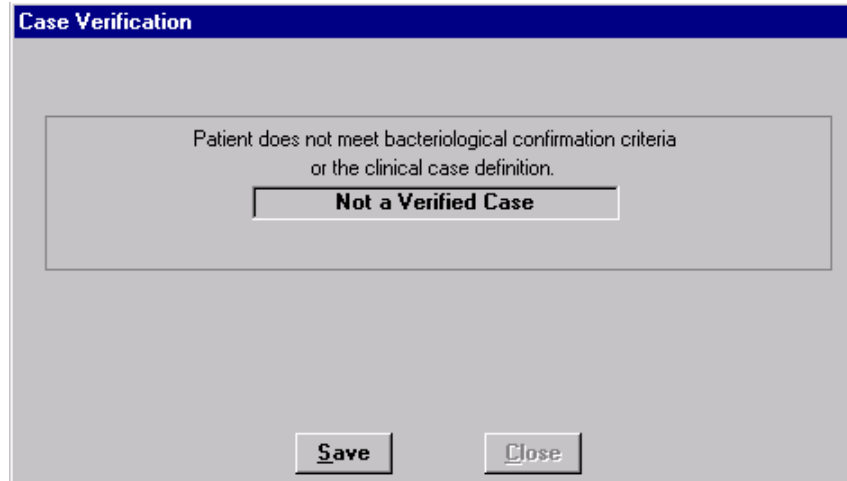 Case Verification
Patient does not meet bacteriological confirmation criteria
or the clinical case definition.
Not a Verified Case
Save Close